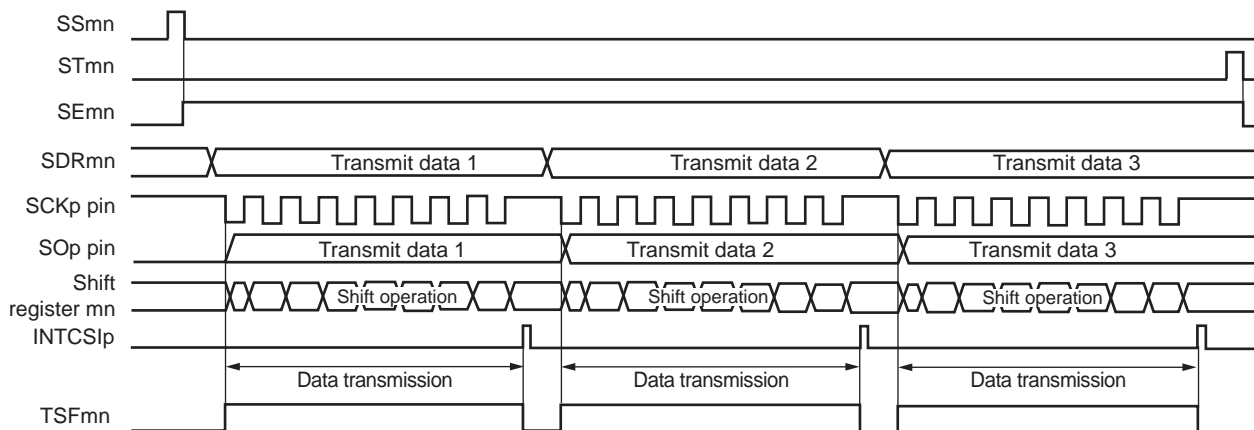 SSmn
STmn
SEmn
SDRmn Transmit data 1 Transmit data 2 Transmit data 3
SCKp pin
SOp pin Transmit data 1 Transmit data 2 Transmit data 3
Shift
register mn Shift operation Shift operation Shift operation
INTCSIp
Data transmission Data transmission Data transmission
TSFmn